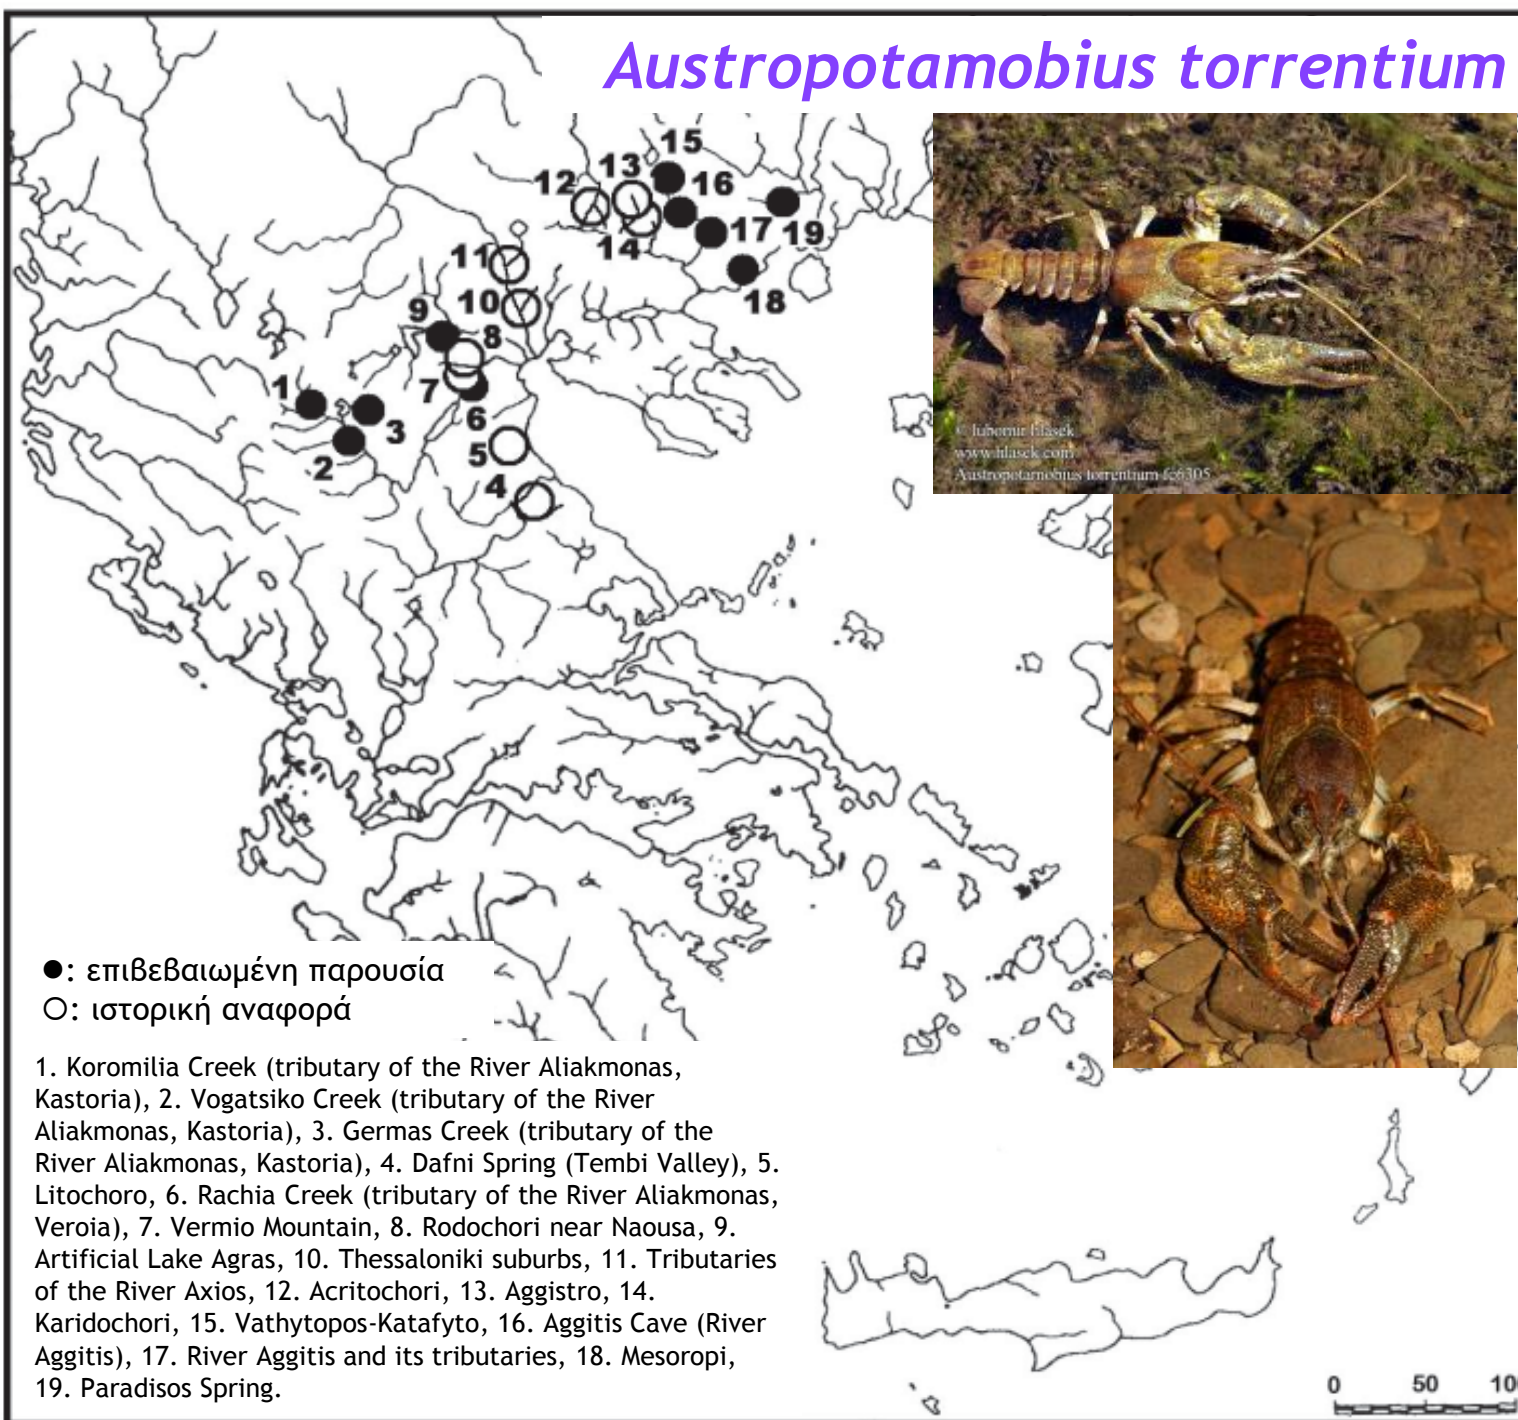 Austropotamobius torrentium
15
13
12
16
14
17
19
11
18
10
9
8
7
1
6
3
5
2
4
© lubomir hlasek
www.hlasek.com
Austropotamobius torrentium fc6305
●: επιβεβαιωμένη παρουσία
○: ιστορική αναφορά
1. Koromilia Creek (tributary of the River Aliakmonas,
Kastoria), 2. Vogatsiko Creek (tributary of the River
Aliakmonas, Kastoria), 3. Germas Creek (tributary of the
River Aliakmonas, Kastoria), 4. Dafni Spring (Tembi Valley), 5.
Litochoro, 6. Rachia Creek (tributary of the River Aliakmonas,
Veroia), 7. Vermio Mountain, 8. Rodochori near Naousa, 9.
Artificial Lake Agras, 10. Thessaloniki suburbs, 11. Tributaries
of the River Axios, 12. Acritochori, 13. Aggistro, 14.
Karidochori, 15. Vathytopos-Katafyto, 16. Aggitis Cave (River
Aggitis), 17. River Aggitis and its tributaries, 18. Mesoropi,
19. Paradisos Spring.
0 50